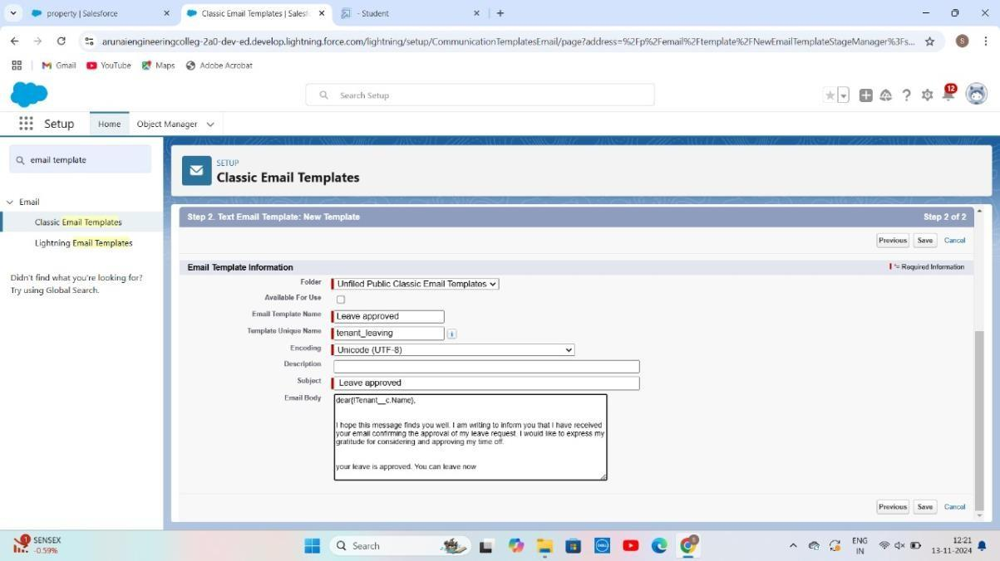 property | Salesforce
Classic Email Templates | Salesf
- Student
arunaiengineeringcolleg-2a0-dev-ed.develop.lightning.force.com/lightning/setup/CommunicationTemplatesEmail/page?address=%2Fp%2Femail%2Ftemplate%2FNewEmailTemplateStageManager%3Fs...
S
Gmail
YouTube
Maps
Adobe Acrobat
Search Setup
12
Setup
Home
Object Manager
email template
SETUP
Classic Email Templates
Email
Classic Email Templates
Lightning Email Templates
Didn't find what you're looking for?
Try using Global Search.
Step 2. Text Email Template: New Template
Step 2 of 2
Previous Save Cancel
Email Template Information
*= Required Information
Folder Unfiled Public Classic Email Templates
Available For Use
Email Template Name Leave approved
Template Unique Name tenant_leaving
Encoding Unicode (UTF-8)
Description
Subject Leave approved
Email Body dear{!Tenant__c.Name},
I hope this message finds you well. I am writing to inform you that I have received
your email confirming the approval of my leave request. I would like to express my
gratitude for considering and approving my time off.
your leave is approved. You can leave now
Previous Save Cancel
1
SENSEX
-0.59%
Search
DELL
6
ENG
IN
12:21
13-11-2024